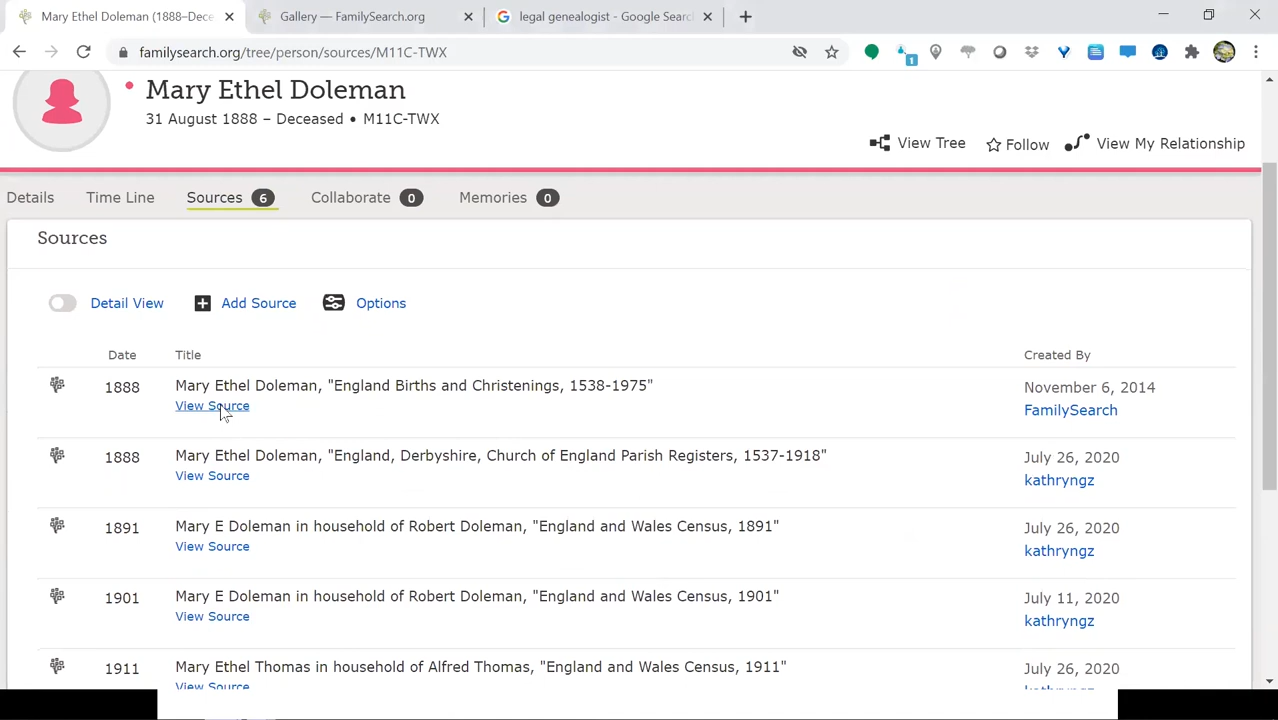 Mary Ethel Doleman (1888–Dece
Gallery — FamilySearch.org
legal genealogist - Google Searc
familysearch.org/tree/person/sources/M11C-TWX
1
Mary Ethel Doleman
31 August 1888 – Deceased • M11C-TWX
View Tree
Follow
View My Relationship
Details
Time Line
Sources 6
Collaborate 0
Memories 0
Sources
Detail View
Add Source
Options
Date Title Created By
1888 Mary Ethel Doleman, "England Births and Christenings, 1538-1975" November 6, 2014
View Source FamilySearch
1888 Mary Ethel Doleman, "England, Derbyshire, Church of England Parish Registers, 1537-1918" July 26, 2020
View Source kathryngz
1891 Mary E Doleman in household of Robert Doleman, "England and Wales Census, 1891" July 26, 2020
View Source kathryngz
1901 Mary E Doleman in household of Robert Doleman, "England and Wales Census, 1901" July 11, 2020
View Source kathryngz
1911 Mary Ethel Thomas in household of Alfred Thomas, "England and Wales Census, 1911" July 26, 2020
View Source